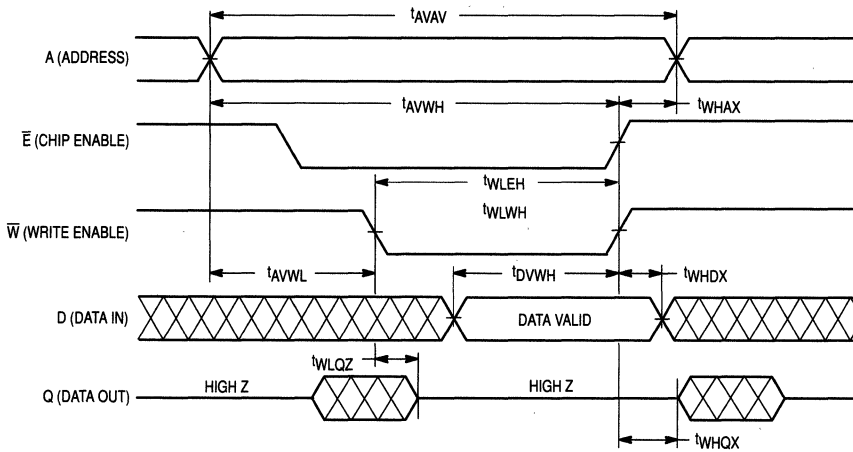 tAVAV
A (ADDRESS)
tAVWH
tWHAX
E (CHIP ENABLE)
tWLEH
tWLWH
W (WRITE ENABLE)
tAVWL
tDVWH
tWHDX
D (DATA IN)
DATA VALID
tWLQZ
HIGH Z
HIGH Z
Q (DATA OUT)
tWHQX